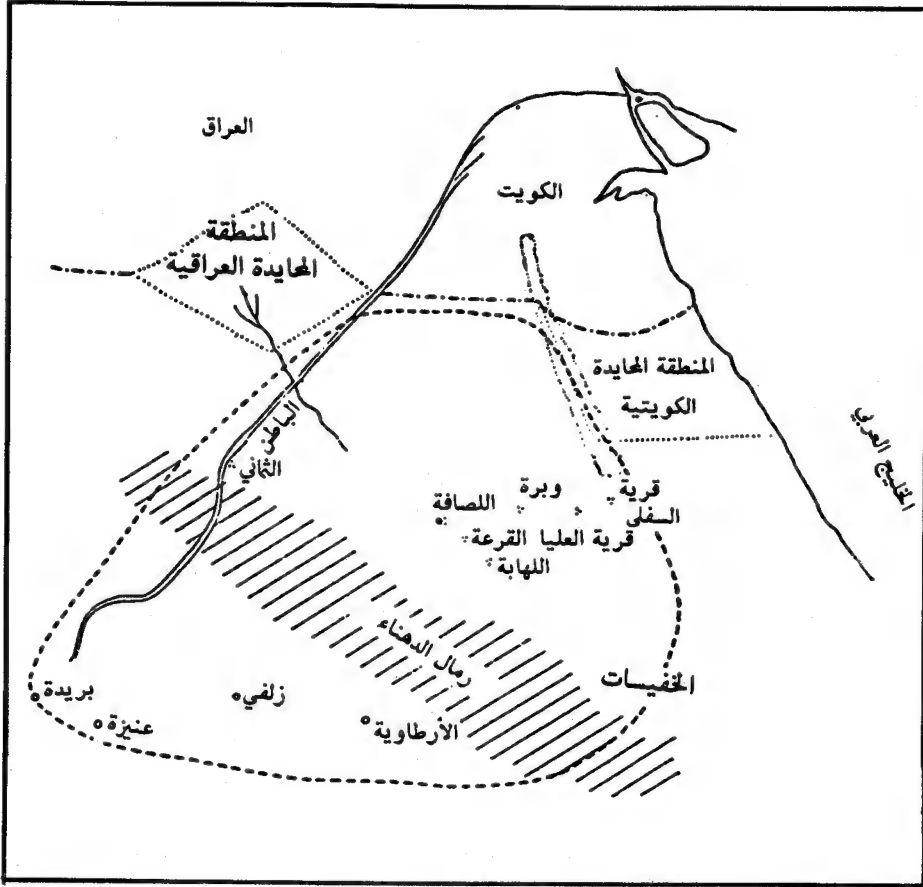 العراق
الكويت
المنطقة
المحايدة العراقية
المنطقة المحايدة
الكويتية
الخليج العربي
الباطن
الثماني
قرية
السفلى
وبرة
اللصافة
قرية العليا القرعة
اللهابة
رمال الدهناء
الخفيسات
بريدة
عنيزة
زلفي
الأرطاوية